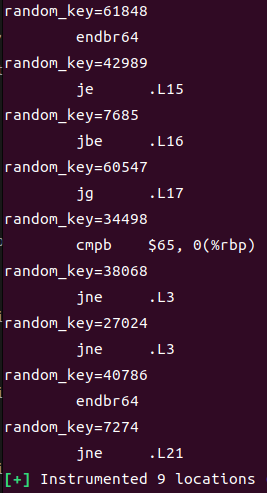 random_key=61848
endbr64
random_key=42989
je .L15
random_key=7685
jbe .L16
random_key=60547
jg .L17
random_key=34498
cmpb $65, 0(%rbp)
random_key=38068
jne .L3
random_key=27024
jne .L3
random_key=40786
endbr64
random_key=7274
jne .L21
[+] Instrumented 9 locations